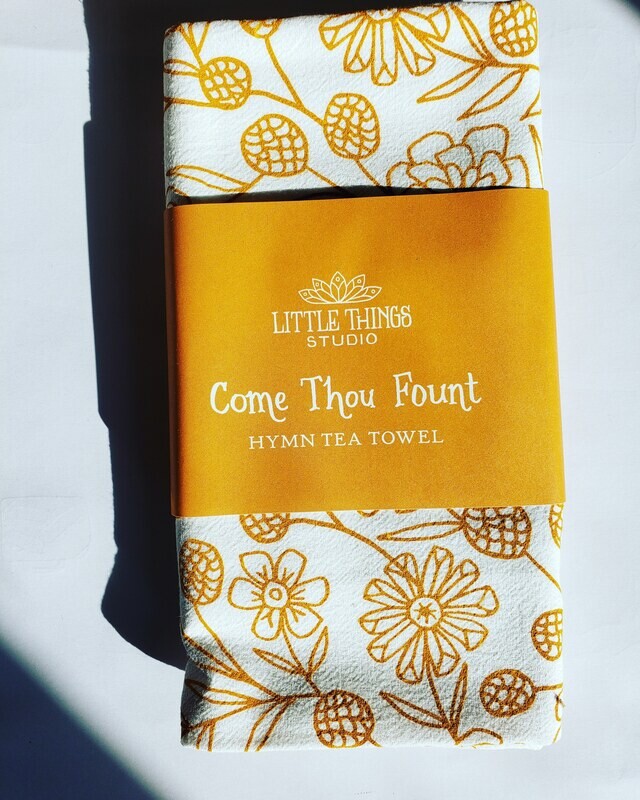 LITTLE THINGS
STUDIO
Come Thou Fount
HYMN TEA TOWEL